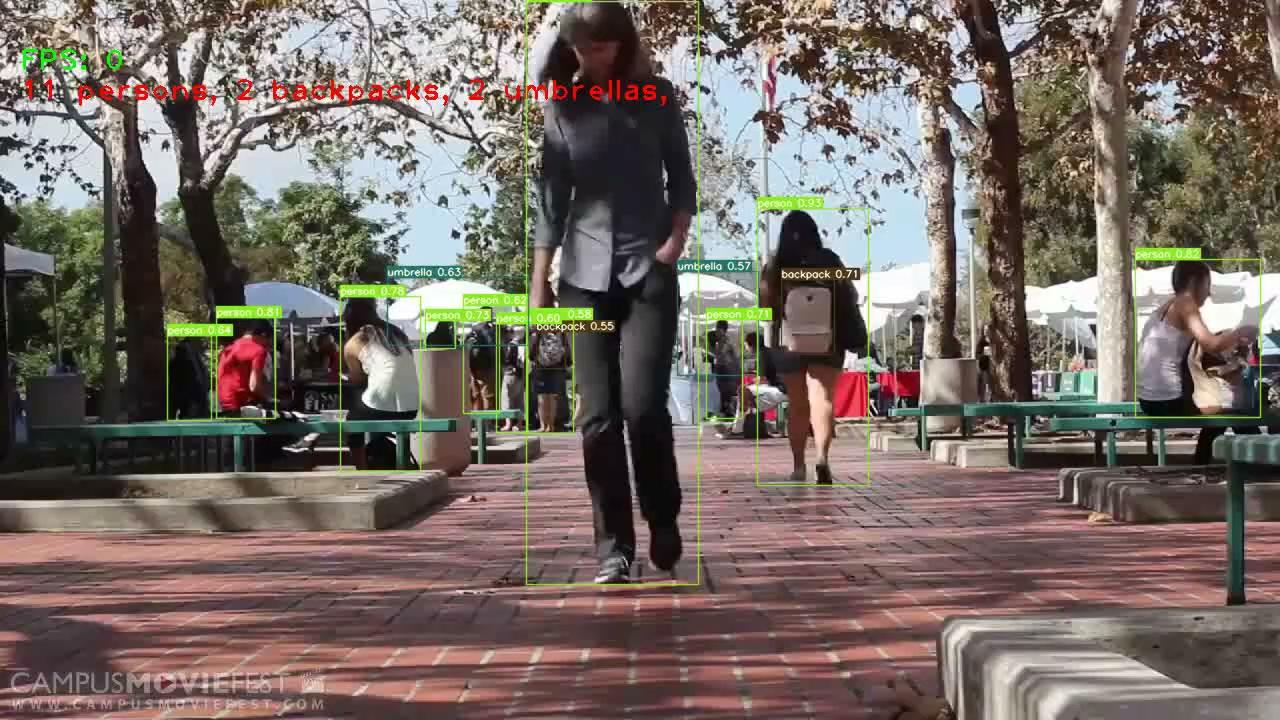 FPS: 0
11 persons, 2 backpacks, 2 umbrellas,
person 0.93
person 0.82
umbrella 0.63
umbrella 0.57
backpack 0.71
person 0.78
person 0.62
person 0.81
person 0.73
person 0.60
0.58
person 0.71
backpack 0.55
person 0.64
CAMPUSMOVIEFEST
WWW.CAMPUSMOVIEFEST.COM